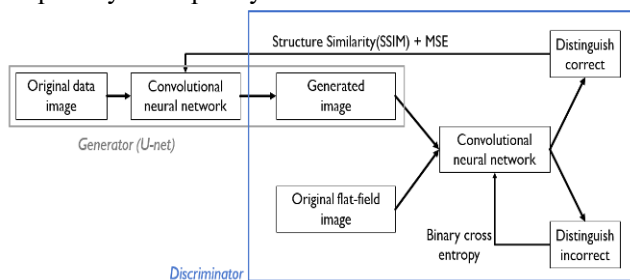 Structure Similarity(SSIM) + MSE
Distinguish
correct
Original data
image
Convolutional
neural network
Generated
image
Generator (U-net)
Convolutional
neural network
Original flat-field
image
Binary cross
entropy
Distinguish
incorrect
Discriminator